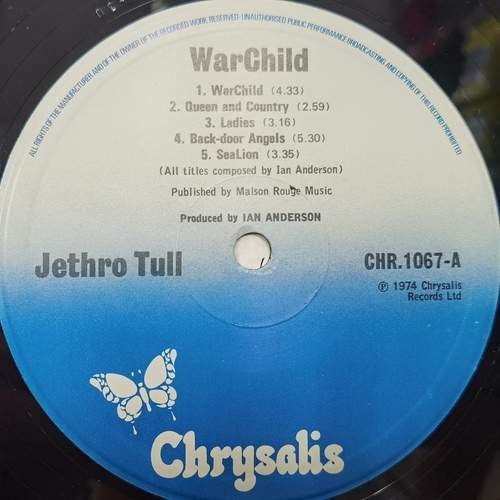 ALL RIGHTS OF THE MANUFACTURER AND OF THE OWNER OF THE RECORDED WORK RESERVED · UNAUTHORISED PUBLIC PERFORMANCE BROADCASTING AND COPYING OF THIS RECORD PROHIBITED
WarChild
1. WarChild (4.33)
2. Queen and Country (2.59)
3. Ladies (3.16)
4. Back-door Angels (5.30)
5. SeaLion (3.35)
(All titles composed by Ian Anderson)
Published by Maison Rouge Music
Produced by IAN ANDERSON
Jethro Tull
CHR.1067-A
℗ 1974 Chrysalis
Records Ltd
Chrysalis